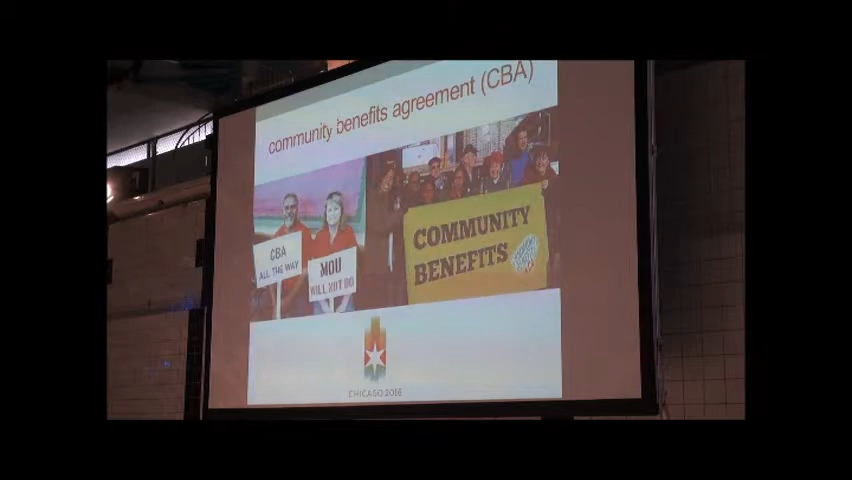 community benefits agreement (CBA)
CBA
ALL THE WAY
MOU
WILL NOT DO
COMMUNITY
BENEFITS
CHICAGO 2016